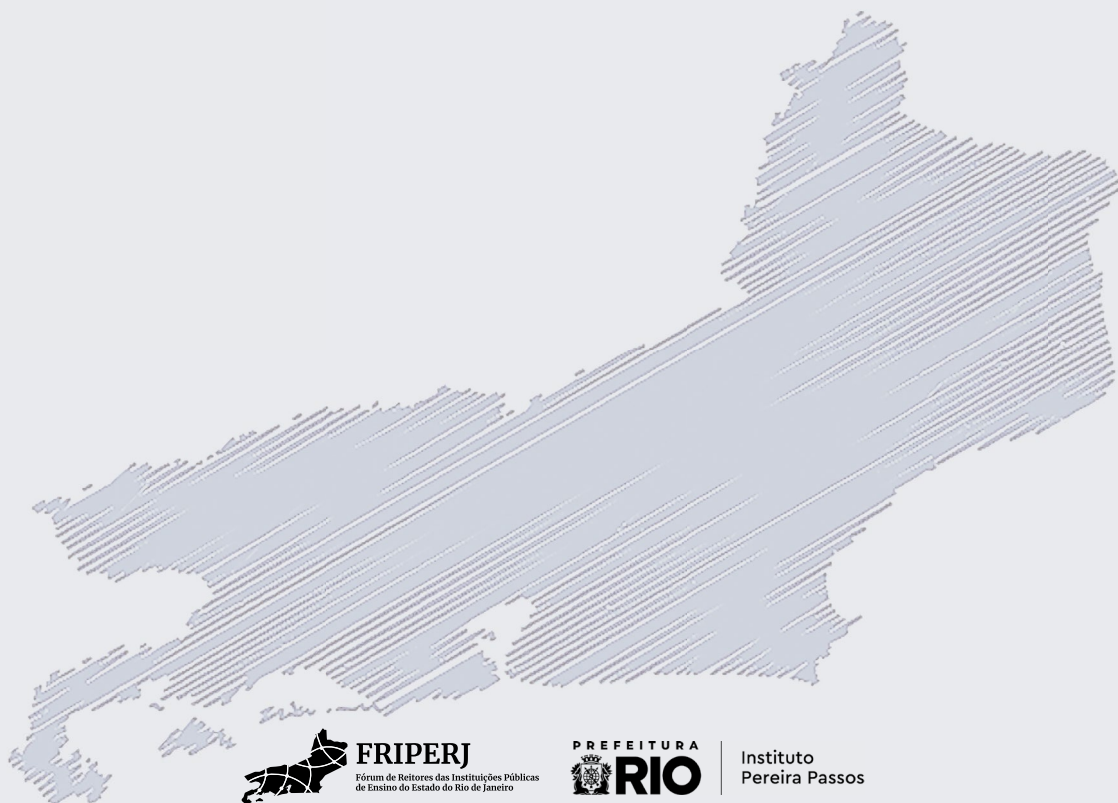 FRIPERJ
Fórum de Reitores das Instituições Públicas
de Ensino do Estado do Rio de Janeiro
PREFEITURA
RIO
Instituto
Pereira Passos